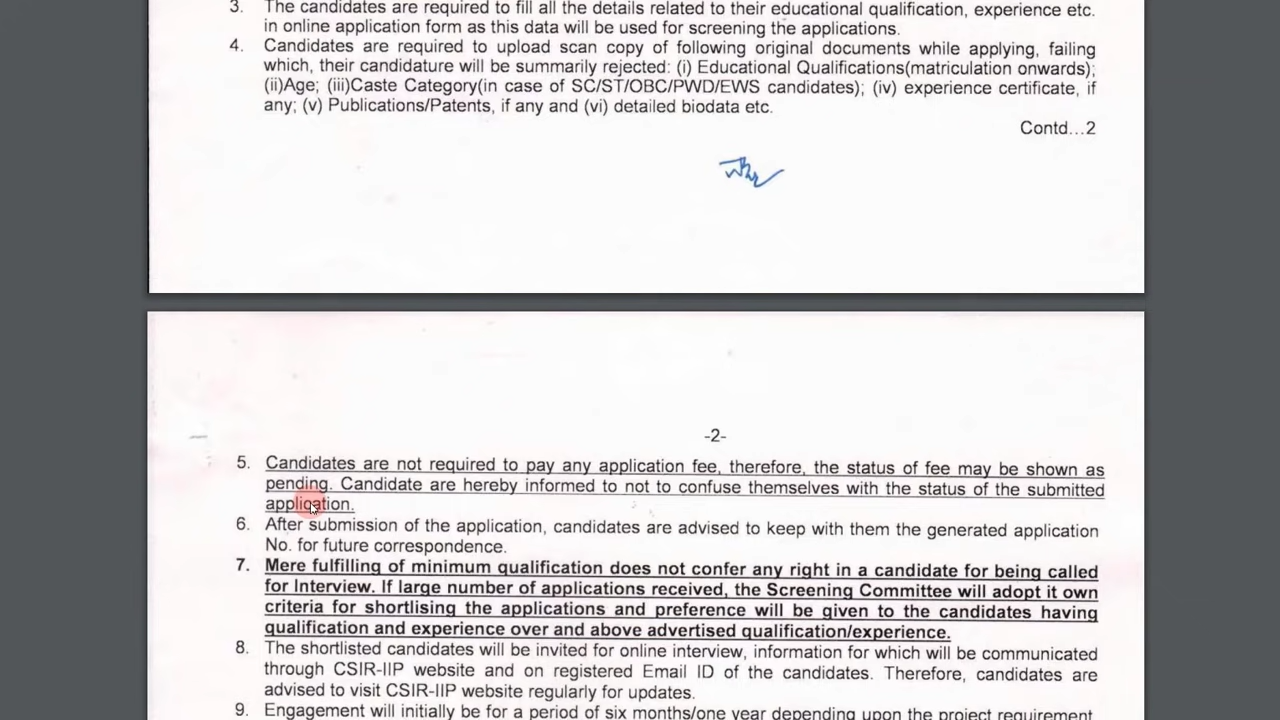 3. The candidates are required to fill all the details related to their educational qualification, experience etc.
in online application form as this data will be used for screening the applications.
4. Candidates are required to upload scan copy of following original documents while applying, failing
which, their candidature will be summarily rejected: (i) Educational Qualifications(matriculation onwards);
(ii)Age; (iii)Caste Category(in case of SC/ST/OBC/PWD/EWS candidates); (iv) experience certificate, if
any; (v) Publications/Patents, if any and (vi) detailed biodata etc.
Contd...2
-2-
5. Candidates are not required to pay any application fee, therefore, the status of fee may be shown as
pending. Candidate are hereby informed to not to confuse themselves with the status of the submitted
application.
6. After submission of the application, candidates are advised to keep with them the generated application
No. for future correspondence.
7. Mere fulfilling of minimum qualification does not confer any right in a candidate for being called
for Interview. If large number of applications received, the Screening Committee will adopt it own
criteria for shortlising the applications and preference will be given to the candidates having
qualification and experience over and above advertised qualification/experience.
8. The shortlisted candidates will be invited for online interview, information for which will be communicated
through CSIR-IIP website and on registered Email ID of the candidates. Therefore, candidates are
advised to visit CSIR-IIP website regularly for updates.
9. Engagement will initially be for a period of six months/one year depending upon the project requirement